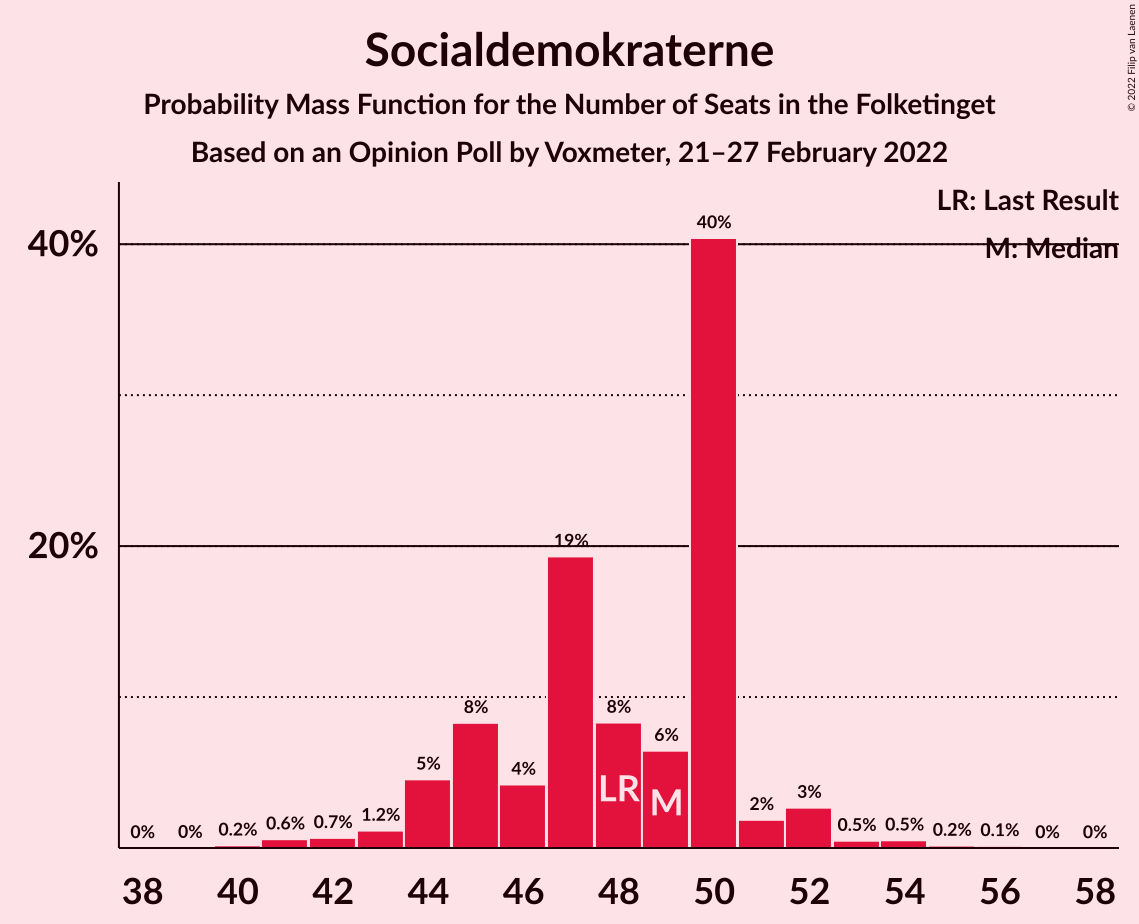 Socialdemokraterne
Probability Mass Function for the Number of Seats in the Folketinget
Based on an Opinion Poll by Voxmeter, 21–27 February 2022
© 2022 Filip van Laenen
LR: Last Result
M: Median
40%
20%
0%
0%
0.2%
0.6%
0.7%
1.2%
5%
8%
4%
19%
8%
6%
40%
2%
3%
0.5%
0.5%
0.2%
0.1%
0%
0%
LR
M
38 40 42 44 46 48 50 52 54 56 58